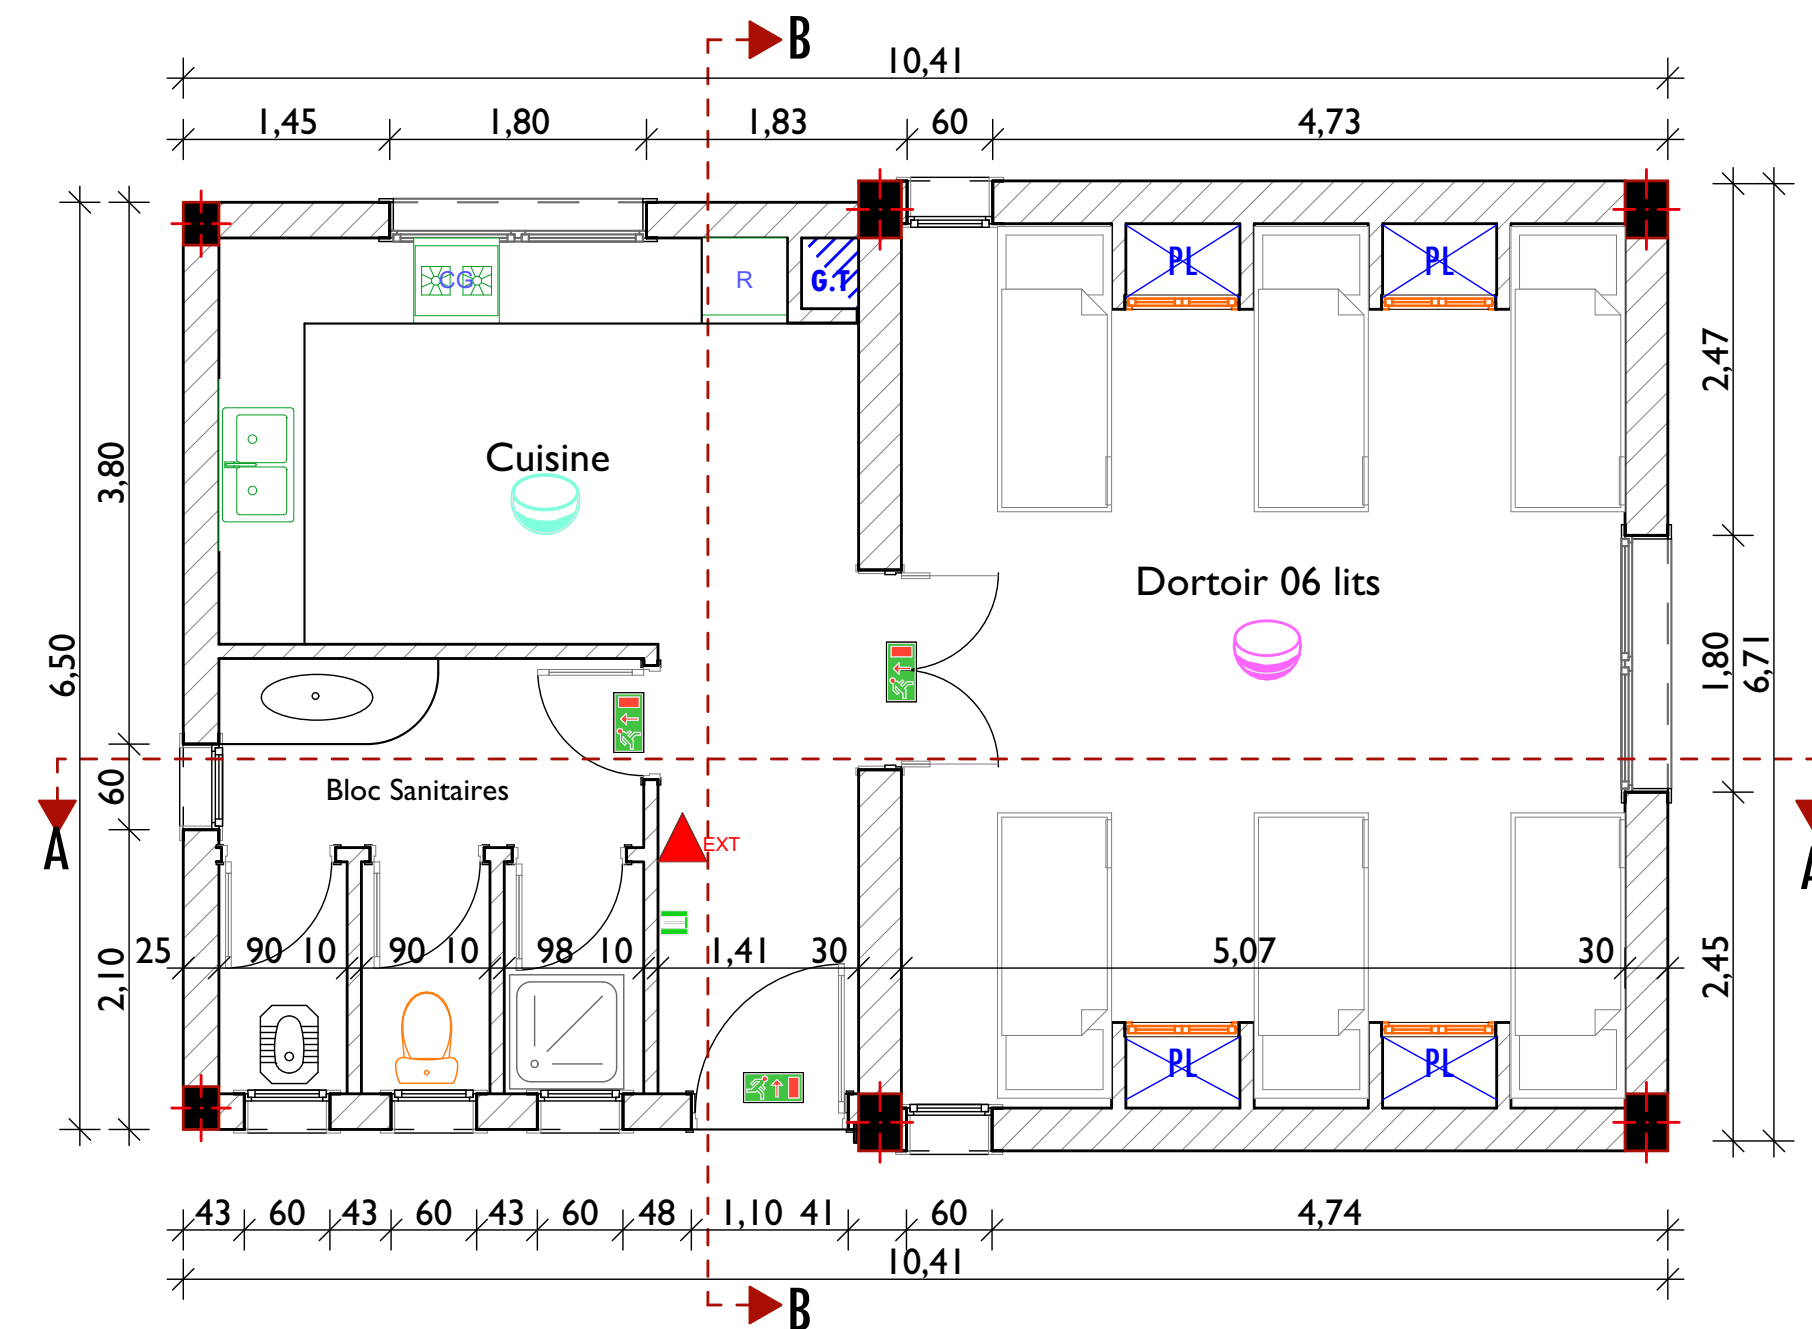 B
10,41
1,45 1,80 1,83 60 4,73
CG R G.T PL PL
2,47
Cuisine
3,80
Dortoir 06 lits
6,50
1,80
6,71
60
Bloc Sanitaires
A
EXT
A
25 90 10 90 10 98 10 1,41 30 5,07 30
2,10
2,45
PL PL
43 60 43 60 43 60 48 1,10 41 60 4,74
10,41
B